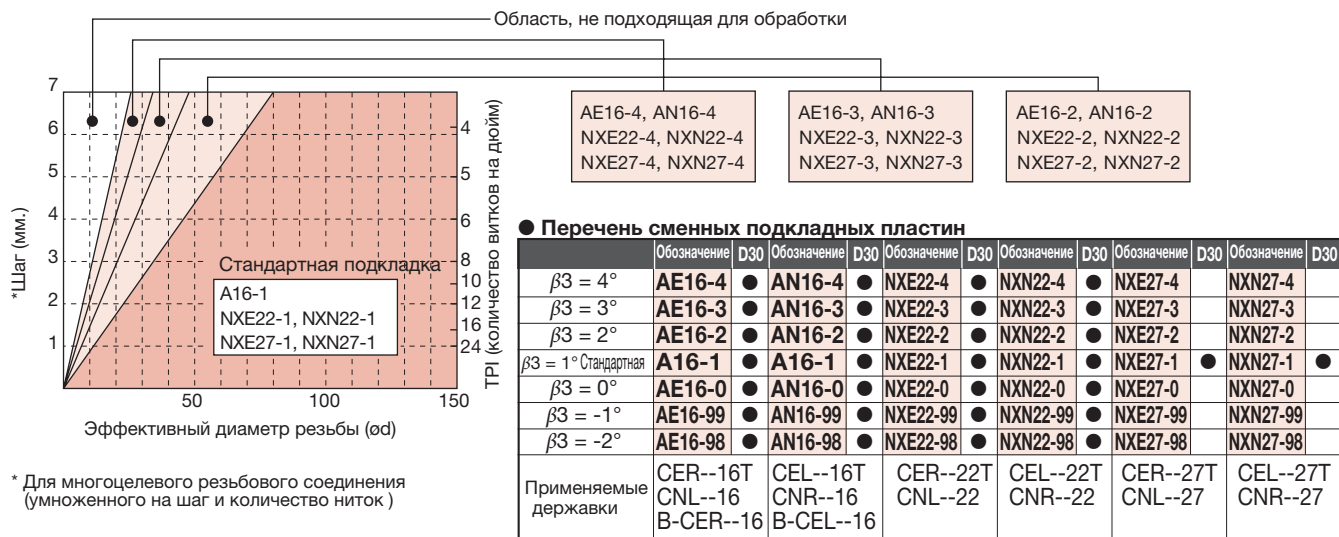 Область, не подходящая для обработки
7
6
5
4
3
2
1
*Шаг (мм.)
50
100
150
Эффективный диаметр резьбы (ød)
4
5
6
8
10
12
16
24
TPI (количество витков на дюйм)
Стандартная подкладка
A16-1
NXE22-1, NXN22-1
NXE27-1, NXN27-1
AE16-4, AN16-4
NXE22-4, NXN22-4
NXE27-4, NXN27-4
AE16-3, AN16-3
NXE22-3, NXN22-3
NXE27-3, NXN27-3
AE16-2, AN16-2
NXE22-2, NXN22-2
NXE27-2, NXN27-2
* Для многоцелевого резьбового соединения
(умноженного на шаг и количество ниток )
● Перечень сменных подкладных пластин
Обозначение D30 Обозначение D30 Обозначение D30 Обозначение D30 Обозначение D30 Обозначение D30
β3 = 4° AE16-4 ● AN16-4 ● NXE22-4 ● NXN22-4 ● NXE27-4 NXN27-4
β3 = 3° AE16-3 ● AN16-3 ● NXE22-3 ● NXN22-3 ● NXE27-3 NXN27-3
β3 = 2° AE16-2 ● AN16-2 ● NXE22-2 ● NXN22-2 ● NXE27-2 NXN27-2
β3 = 1° Стандартная A16-1 ● A16-1 ● NXE22-1 ● NXN22-1 ● NXE27-1 ● NXN27-1 ●
β3 = 0° AE16-0 ● AN16-0 ● NXE22-0 ● NXN22-0 ● NXE27-0 NXN27-0
β3 = -1° AE16-99 ● AN16-99 ● NXE22-99 ● NXN22-99 ● NXE27-99 NXN27-99
β3 = -2° AE16-98 ● AN16-98 ● NXE22-98 ● NXN22-98 ● NXE27-98 NXN27-98
Применяемые державки
CER--16T CEL--16T CER--22T CEL--22T CER--27T CEL--27T
CNL--16 CNR--16 CNL--22 CNR--22 CNL--27 CNR--27
B-CER--16 B-CEL--16